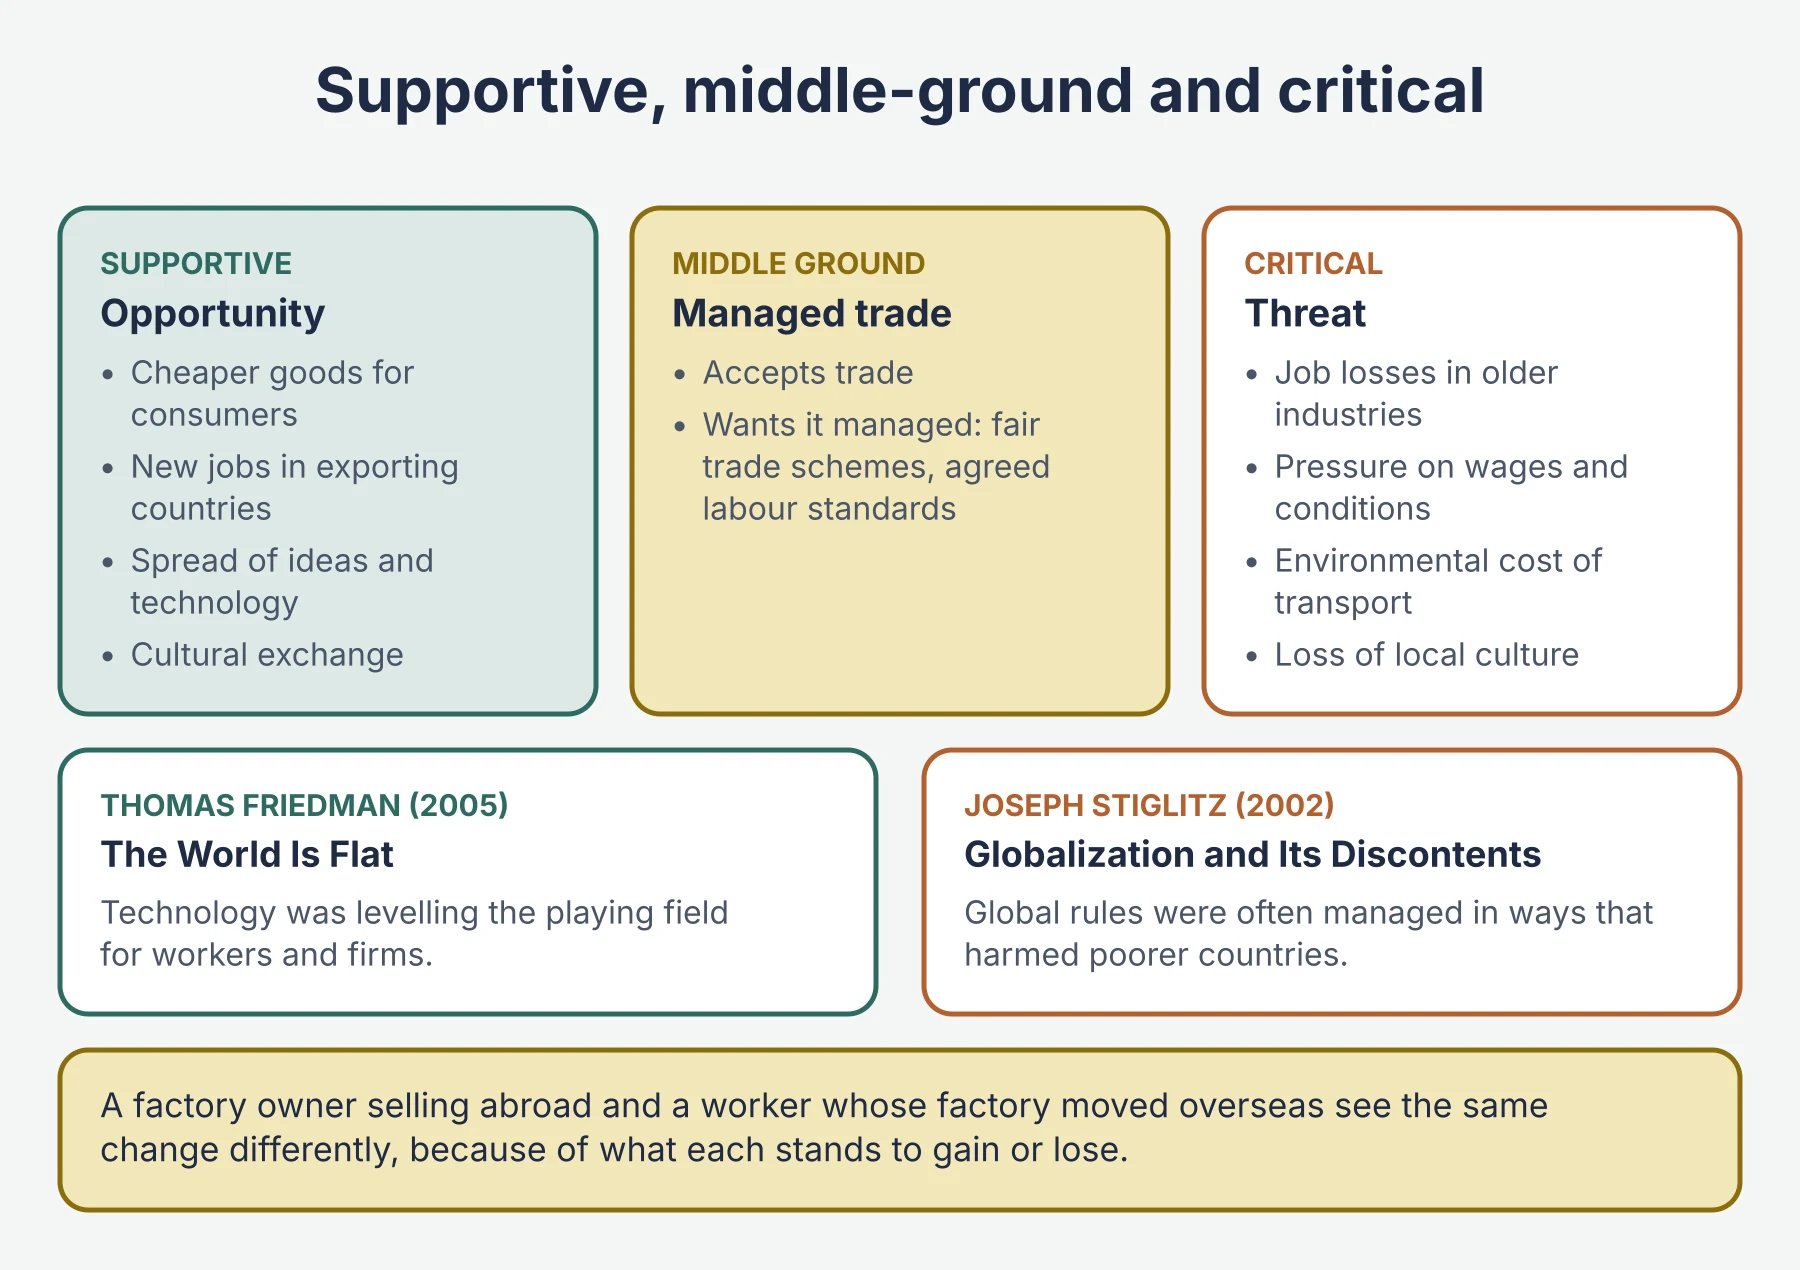 Supportive, middle-ground and critical
SUPPORTIVE
Opportunity
• Cheaper goods for
consumers
• New jobs in exporting
countries
• Spread of ideas and
technology
• Cultural exchange
MIDDLE GROUND
Managed trade
• Accepts trade
• Wants it managed: fair
trade schemes, agreed
labour standards
CRITICAL
Threat
• Job losses in older
industries
• Pressure on wages and
conditions
• Environmental cost of
transport
• Loss of local culture
THOMAS FRIEDMAN (2005)
The World Is Flat
Technology was levelling the playing field
for workers and firms.
JOSEPH STIGLITZ (2002)
Globalization and Its Discontents
Global rules were often managed in ways that
harmed poorer countries.
A factory owner selling abroad and a worker whose factory moved overseas see the same
change differently, because of what each stands to gain or lose.